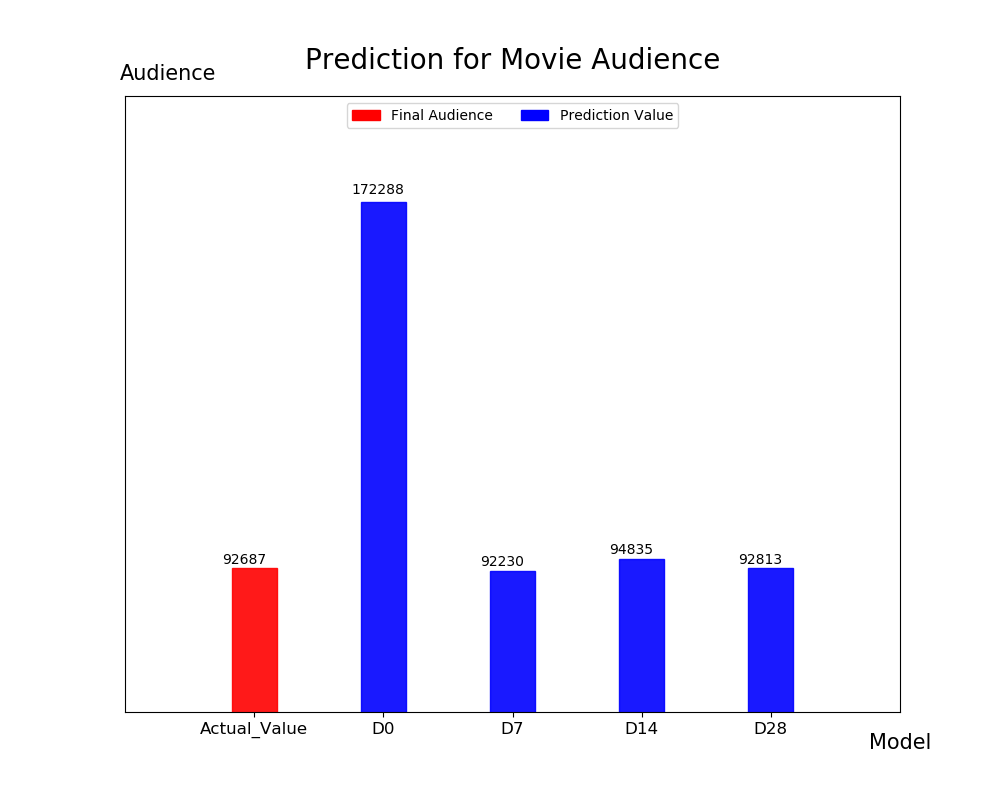 Prediction for Movie Audience
Audience
Final Audience Prediction Value
172288
92687
92230
94835
92813
Actual_Value D0 D7 D14 D28
Model